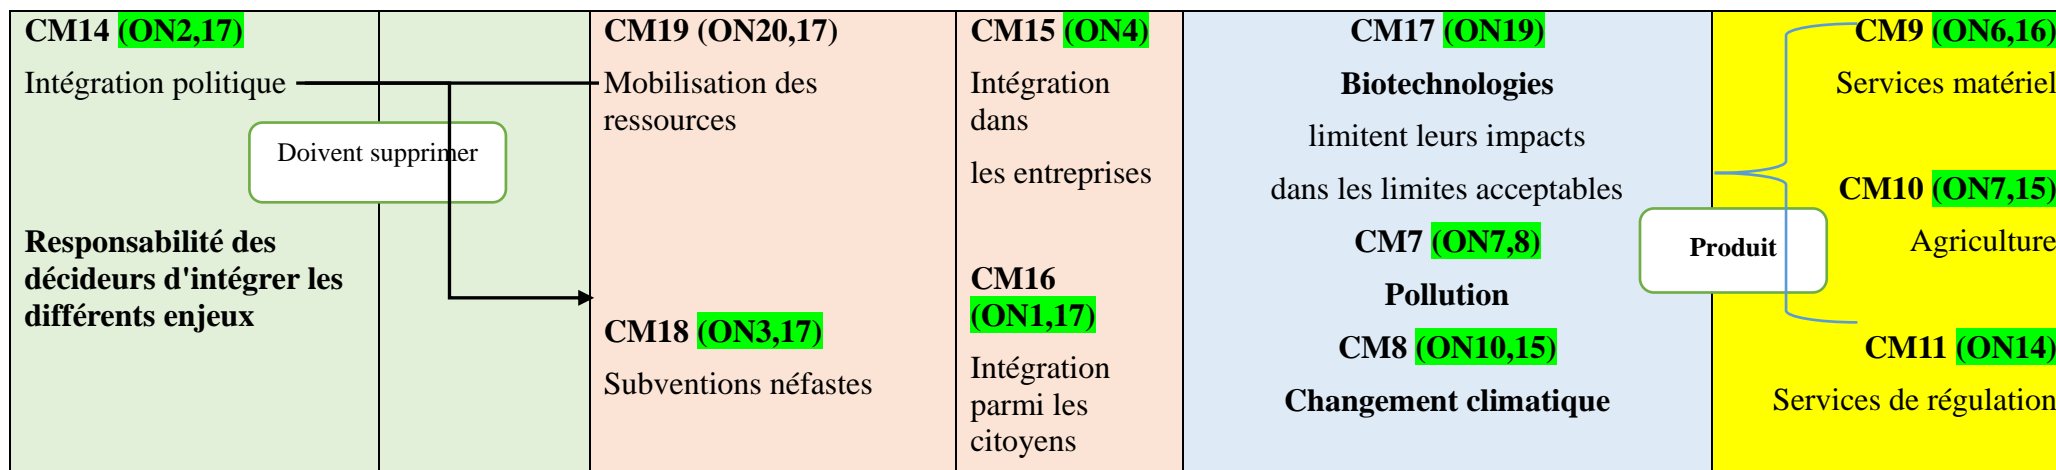 CM14 (ON2,17)
Intégration politique
Doivent supprimer
Responsabilité des
décideurs d'intégrer les
différents enjeux
CM19 (ON20,17)
Mobilisation des
ressources
CM18 (ON3,17)
Subventions néfastes
CM15 (ON4)
Intégration
dans
les entreprises
CM16
(ON1,17)
Intégration
parmi les
citoyens
CM17 (ON19)
Biotechnologies
limitent leurs impacts
dans les limites acceptables
CM7 (ON7,8)
Pollution
CM8 (ON10,15)
Changement climatique
Produit
CM9 (ON6,16)
Services matériel
CM10 (ON7,15)
Agriculture
CM11 (ON14)
Services de régulation